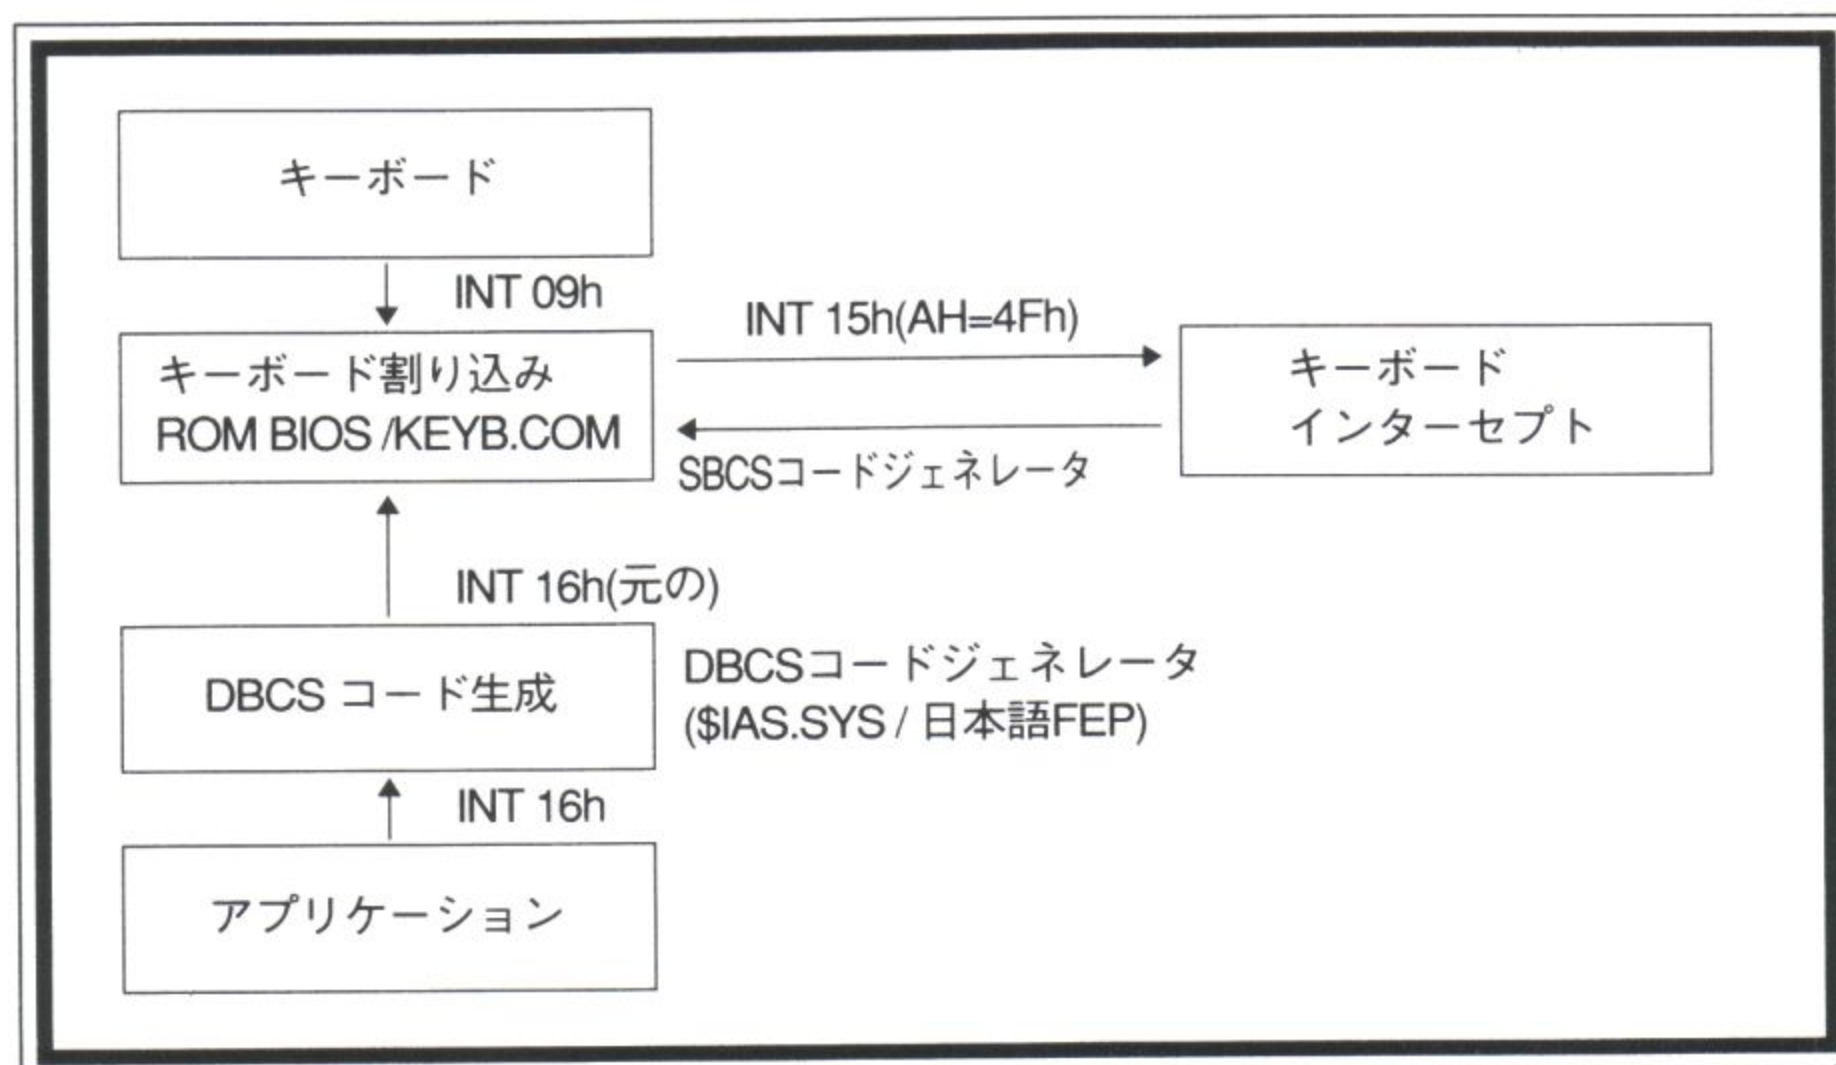 キーボード
INT 09h
キーボード割り込み
ROM BIOS /KEYB.COM
INT 15h(AH=4Fh)
SBCSコードジェネレータ
キーボード
インターセプト
INT 16h(元の)
DBCS コード生成
DBCSコードジェネレータ
($IAS.SYS / 日本語FEP)
INT 16h
アプリケーション